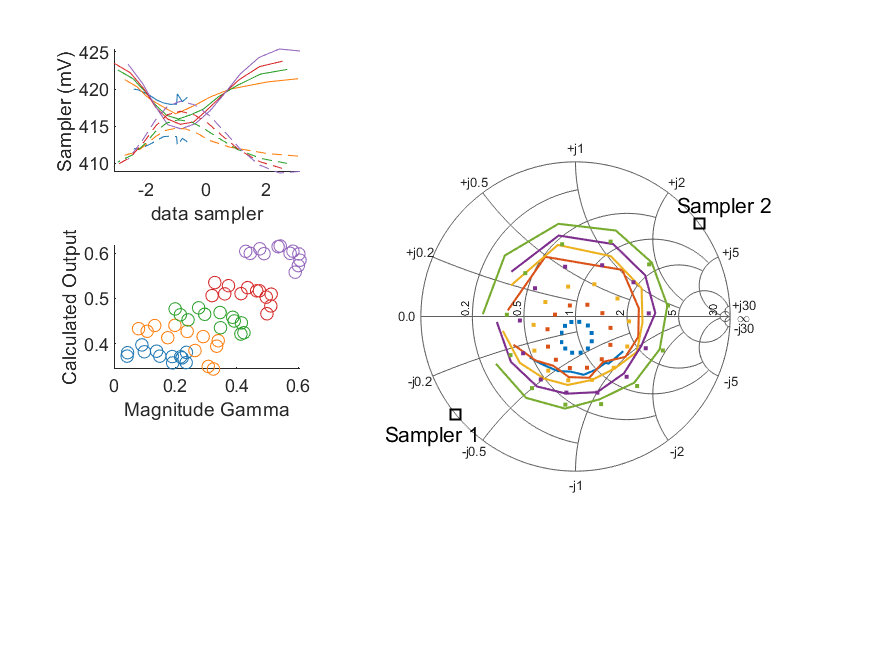 425
420
415
410
Sampler (mV)
-2 0 2
data sampler
0.6
0.5
0.4
Calculated Output
0 0.2 0.4 0.6
Magnitude Gamma
+j1
+j0.5
+j2
Sampler 2
+j0.2
+j5
0.0
0.2
0.5
1
2
5
30
+j30
∞
-j30
-j0.2
-j5
Sampler 1
-j0.5
-j2
-j1